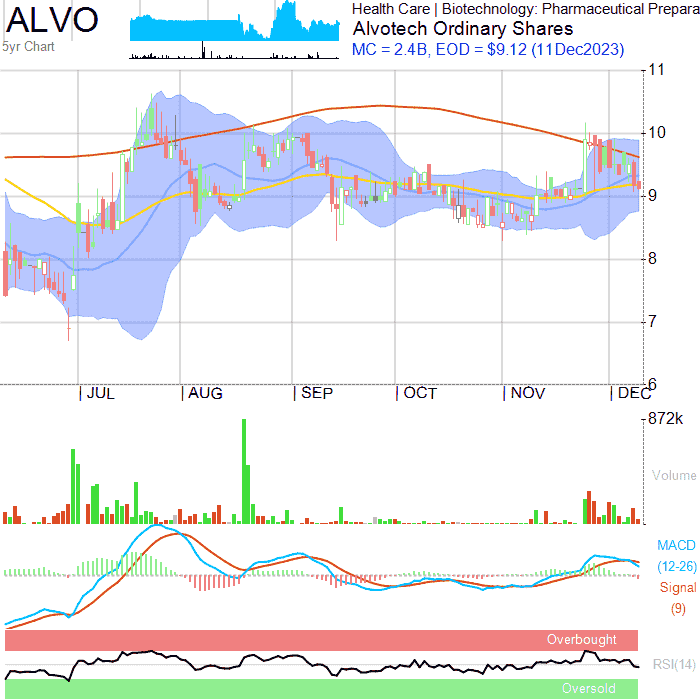 ALVO
5yr Chart
Health Care | Biotechnology: Pharmaceutical Prepara
Alvotech Ordinary Shares
MC = 2.4B, EOD = $9.12 (11Dec2023)
11
10
9
8
7
6
JUL
AUG
SEP
OCT
NOV
DEC
872k
Volume
MACD
(12-26)
Signal
(9)
Overbought
RSI(14)
Oversold